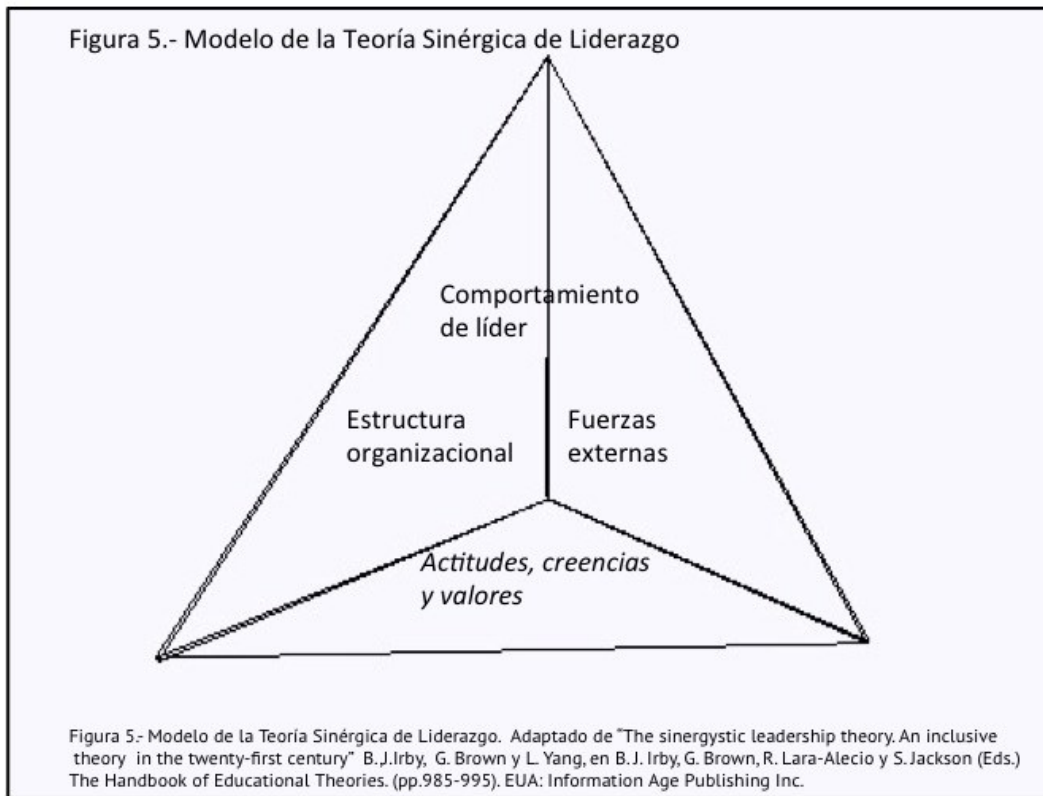 Figura 5.- Modelo de la Teoría Sinérgica de Liderazgo
Comportamiento
de líder
Estructura
organizacional
Fuerzas
externas
Actitudes, creencias
y valores
Figura 5.- Modelo de la Teoría Sinérgica de Liderazgo. Adaptado de “The sinergystic leadership theory. An inclusive
theory in the twenty-first century” B.,J.Irby, G. Brown y L. Yang, en B. J. Irby, G. Brown, R. Lara-Alecio y S. Jackson (Eds.)
The Handbook of Educational Theories. (pp.985-995). EUA: Information Age Publishing Inc.